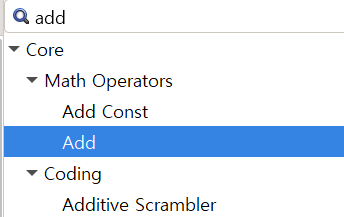 add
Core
Math Operators
Add Const
Add
Coding
Additive Scrambler